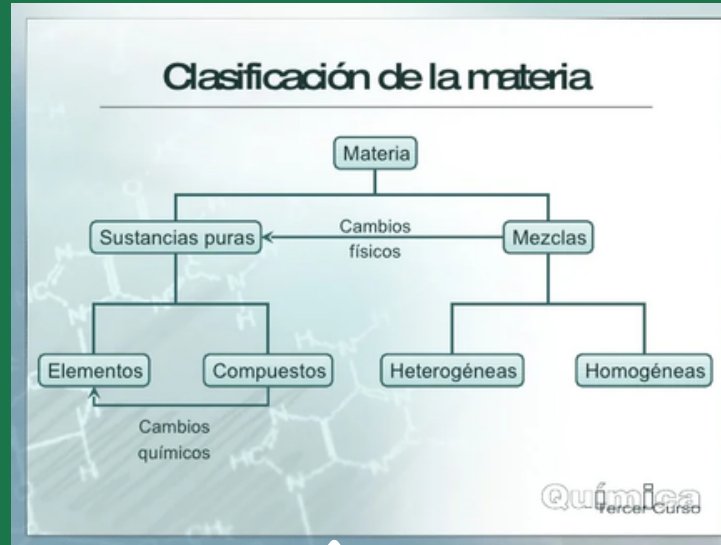 Clasificación de la materia
Materia
Sustancias puras
Cambios
físicos
Mezclas
Elementos
Compuestos
Heterogéneas
Homogéneas
Cambios
químicos
Química
Tercer Curso